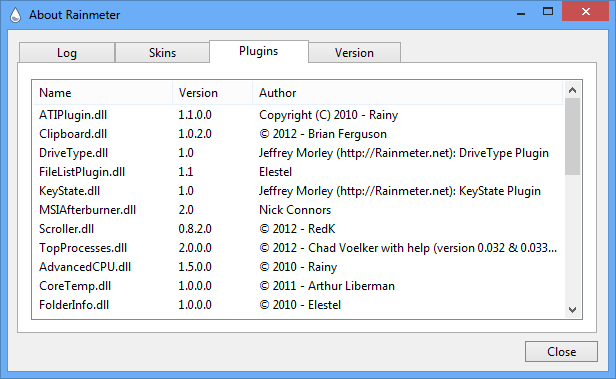 About Rainmeter
Log Skins Plugins Version
Name Version Author
ATIPlugin.dll 1.1.0.0 Copyright (C) 2010 - Rainy
Clipboard.dll 1.0.2.0 © 2012 - Brian Ferguson
DriveType.dll 1.0 Jeffrey Morley (http://Rainmeter.net): DriveType Plugin
FileListPlugin.dll 1.1 Elestel
KeyState.dll 1.0 Jeffrey Morley (http://Rainmeter.net): KeyState Plugin
MSIAfterburner.dll 2.0 Nick Connors
Scroller.dll 0.8.2.0 © 2012 - RedK
TopProcesses.dll 2.0.0.0 © 2012 - Chad Voelker with help (version 0.032 & 0.033...
AdvancedCPU.dll 1.5.0.0 © 2010 - Rainy
CoreTemp.dll 1.0.0.0 © 2011 - Arthur Liberman
FolderInfo.dll 1.0.0.0 © 2010 - Elestel
Close